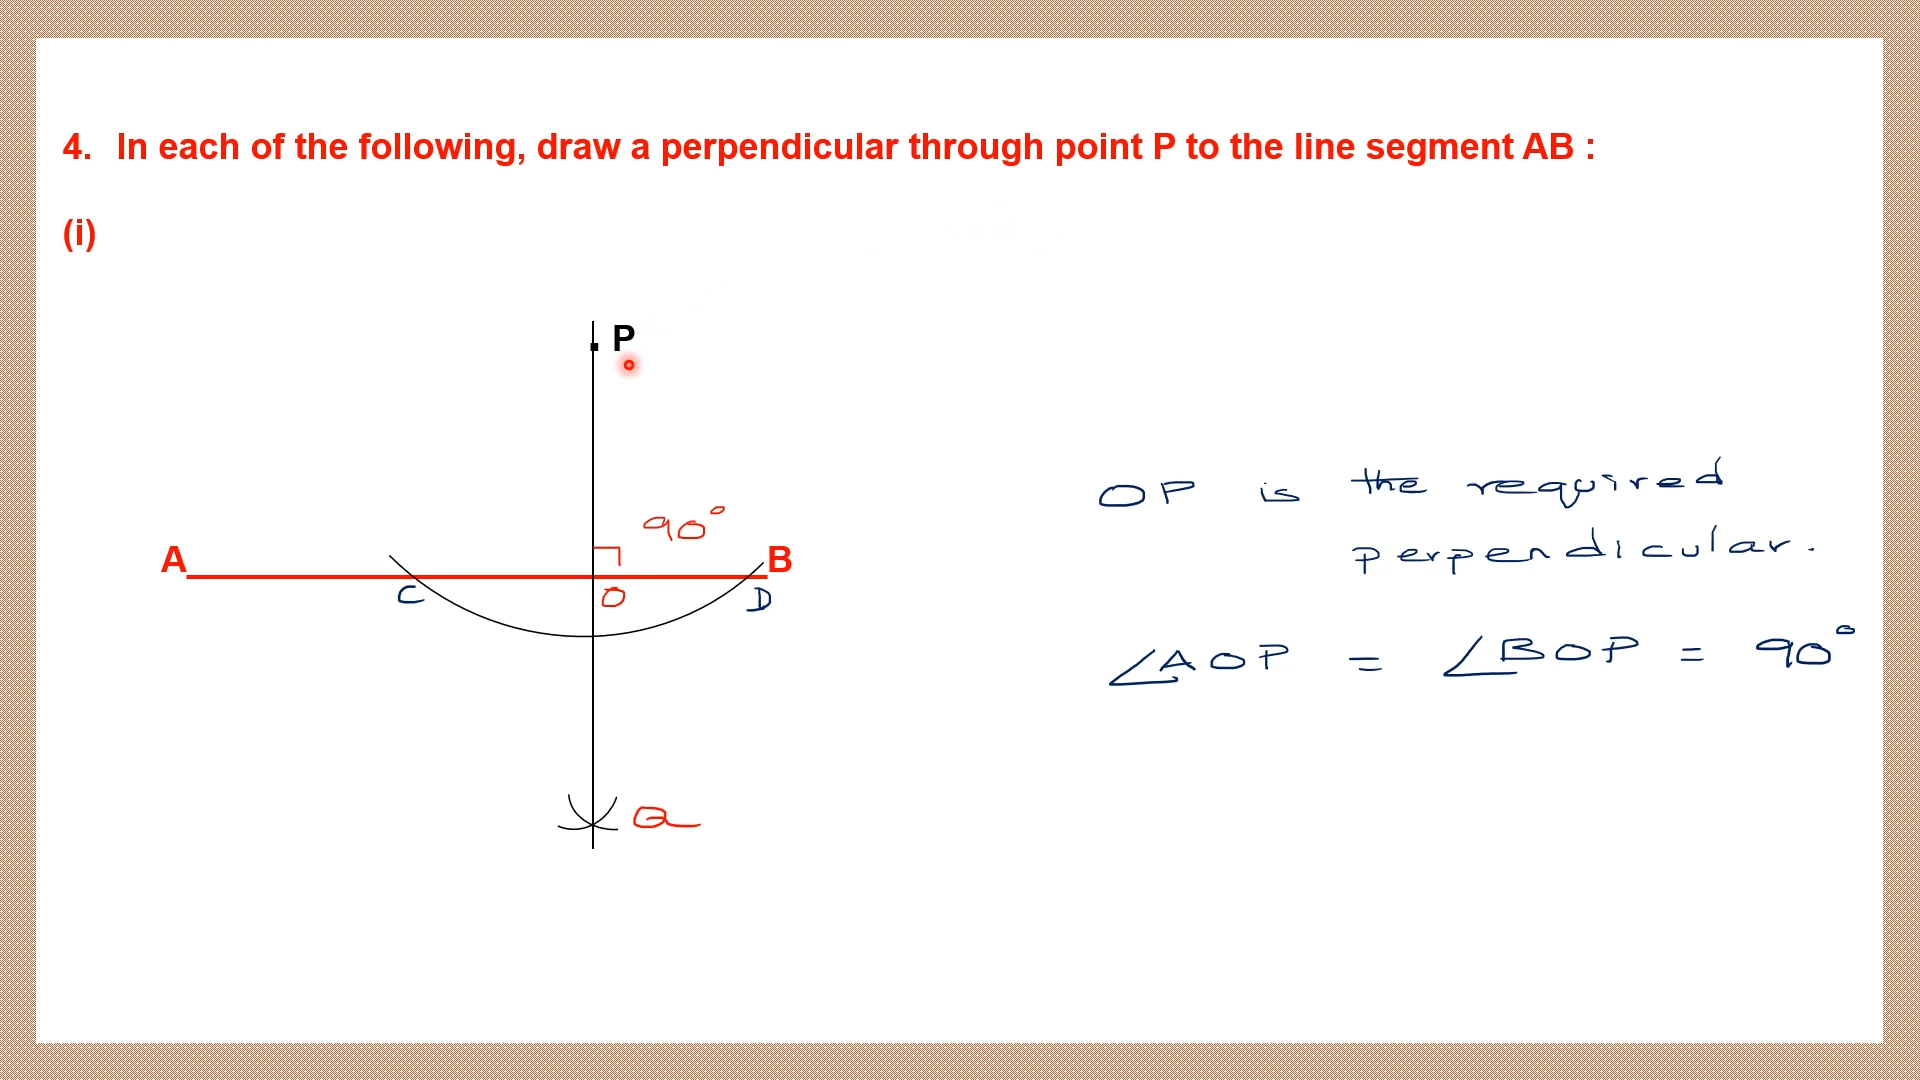 4. In each of the following, draw a perpendicular through point P to the line segment AB :
(i)
P
90°
A
B
C
O
D
Q
OP is the required
perpendicular.
∠AOP = ∠BOP = 90°